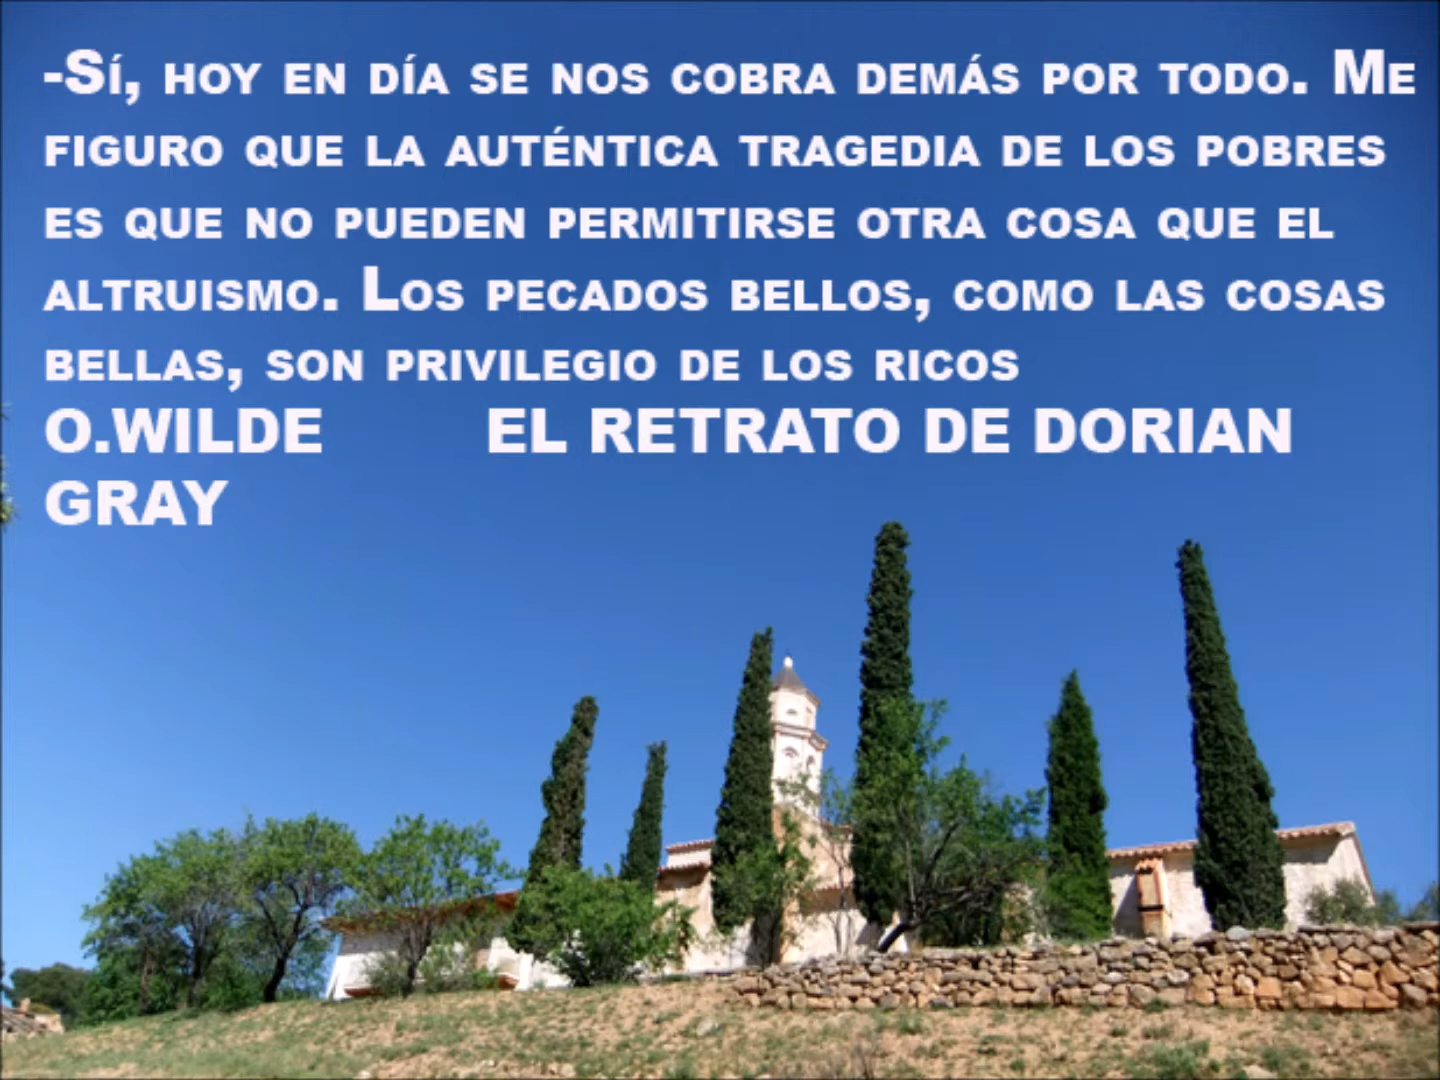 -Sí, hoy en día se nos cobra demás por todo. Me
figuro que la auténtica tragedia de los pobres
es que no pueden permitirse otra cosa que el
altruismo. Los pecados bellos, como las cosas
bellas, son privilegio de los ricos
O.WILDE EL RETRATO DE DORIAN
GRAY